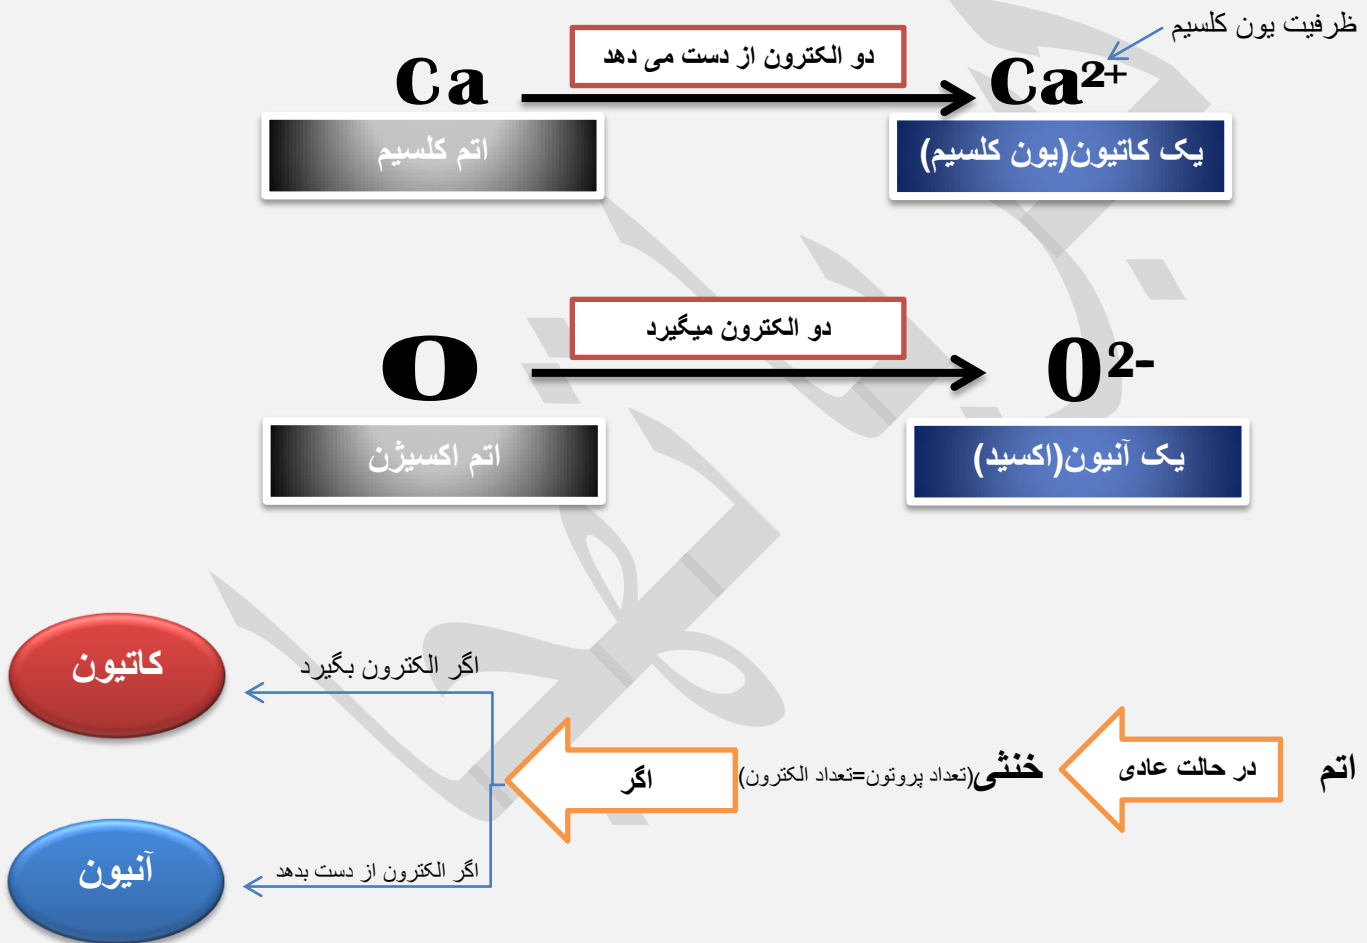 ظرفیت یون کلسیم
Ca
دو الکترون از دست می دهد
Ca²⁺
اتم کلسیم
یک کاتیون(یون کلسیم)
O
دو الکترون میگیرد
O²⁻
اتم اکسیژن
یک آنیون(اکسید)
اتم
در حالت عادی
خنثی(تعداد پروتون=تعداد الکترون)
اگر
اگر الکترون بگیرد
کاتیون
اگر الکترون از دست بدهد
آنیون